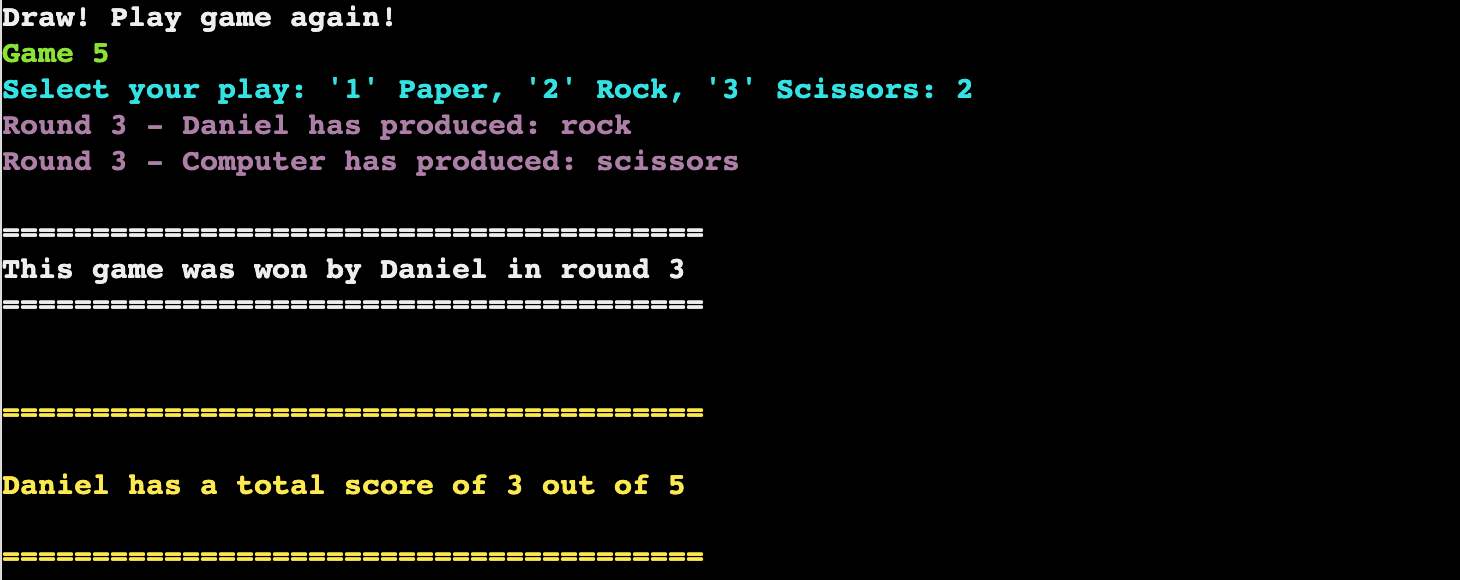 Draw! Play game again!
Game 5
Select your play: '1' Paper, '2' Rock, '3' Scissors: 2
Round 3 - Daniel has produced: rock
Round 3 - Computer has produced: scissors
=======================================
This game was won by Daniel in round 3
=======================================
=======================================
Daniel has a total score of 3 out of 5
=======================================